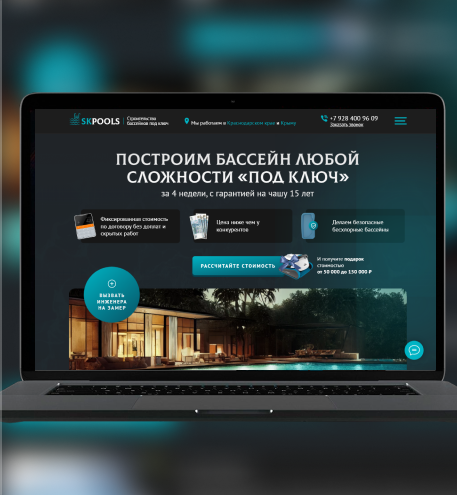 SKPOOLS
Строительство
бассейнов под ключ
Мы работаем в Краснодарском крае и Крыму
+7 928 400 96 09
Заказать звонок
ПОСТРОИМ БАССЕЙН ЛЮБОЙ
СЛОЖНОСТИ «ПОД КЛЮЧ»
за 4 недели, с гарантией на чашу 15 лет
Фиксированная стоимость
по договору без доплат и
скрытых работ
Цена ниже чем у
конкурентов
Делаем безопасные
бесхлорные бассейны
РАССЧИТАЙТЕ СТОИМОСТЬ
И получите подарок
стоимостью
от 50 000 до 150 000 ₽
ВЫЗВАТЬ
ИНЖЕНЕРА
НА ЗАМЕР